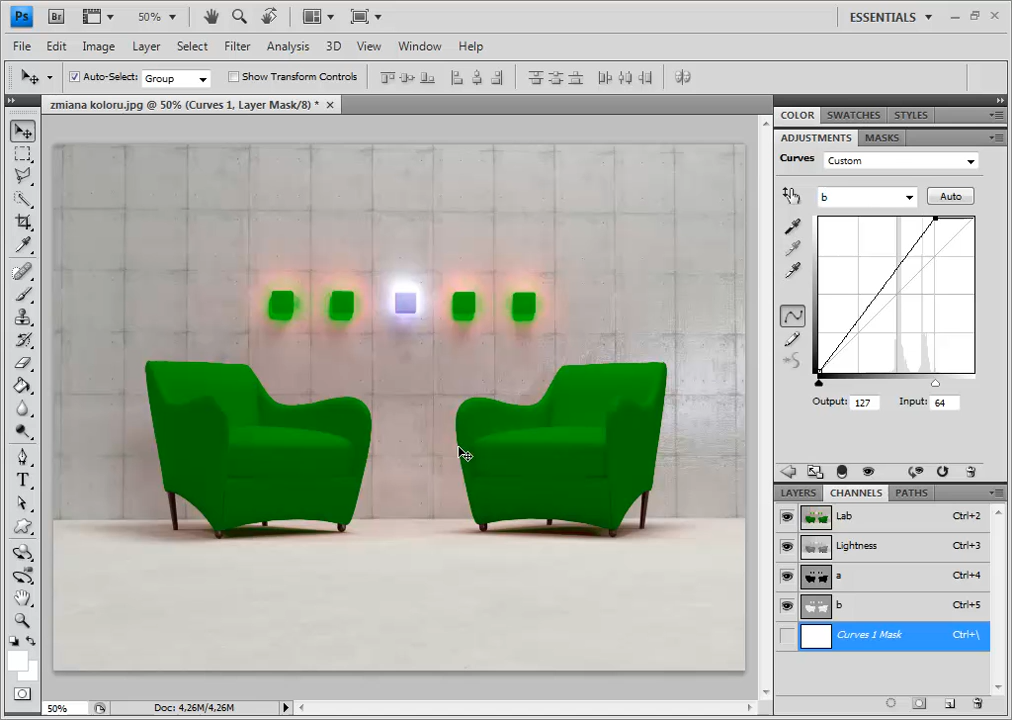 Ps Br 50% ESSENTIALS
File Edit Image Layer Select Filter Analysis 3D View Window Help
Auto-Select: Group Show Transform Controls
zmiana koloru.jpg @ 50% (Curves 1, Layer Mask/8) *
COLOR SWATCHES STYLES
ADJUSTMENTS MASKS
Curves Custom
b Auto
Output: 127 Input: 64
LAYERS CHANNELS PATHS
Lab Ctrl+2
Lightness Ctrl+3
a Ctrl+4
b Ctrl+5
Curves 1 Mask Ctrl+\
50% Doc: 4,26M/4,26M